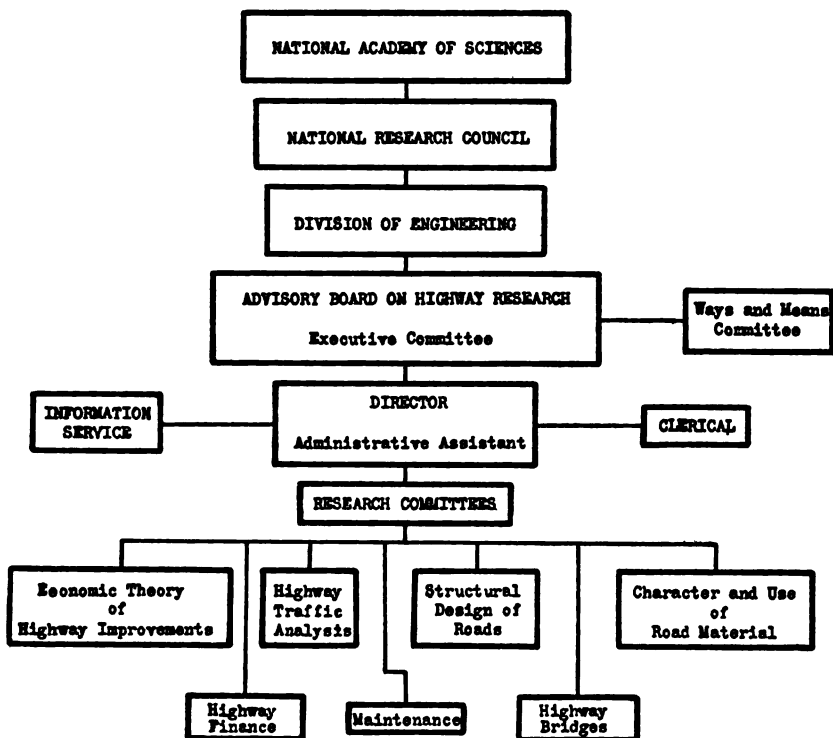 NATIONAL ACADEMY OF SCIENCES
NATIONAL RESEARCH COUNCIL
DIVISION OF ENGINEERING
ADVISORY BOARD ON HIGHWAY RESEARCH
Executive Committee
Ways and Means
Committee
DIRECTOR
Administrative Assistant
INFORMATION
SERVICE
CLERICAL
RESEARCH COMMITTEES
Economic Theory
of
Highway Improvements
Highway
Traffic
Analysis
Structural
Design of
Roads
Character and Use
of
Road Material
Highway
Finance
Maintenance
Highway
Bridges